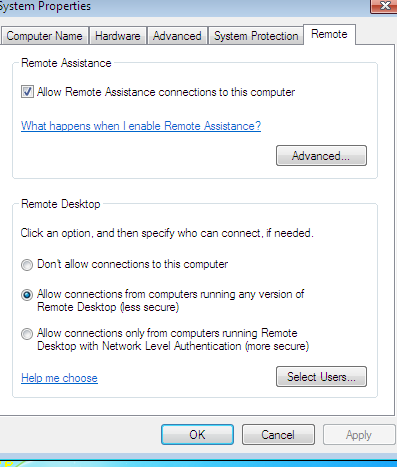 System Properties
Computer Name
Hardware
Advanced
System Protection
Remote
Remote Assistance
Allow Remote Assistance connections to this computer
What happens when I enable Remote Assistance?
Advanced...
Remote Desktop
Click an option, and then specify who can connect, if needed.
Don't allow connections to this computer
Allow connections from computers running any version of
Remote Desktop (less secure)
Allow connections only from computers running Remote
Desktop with Network Level Authentication (more secure)
Help me choose
Select Users...
OK
Cancel
Apply